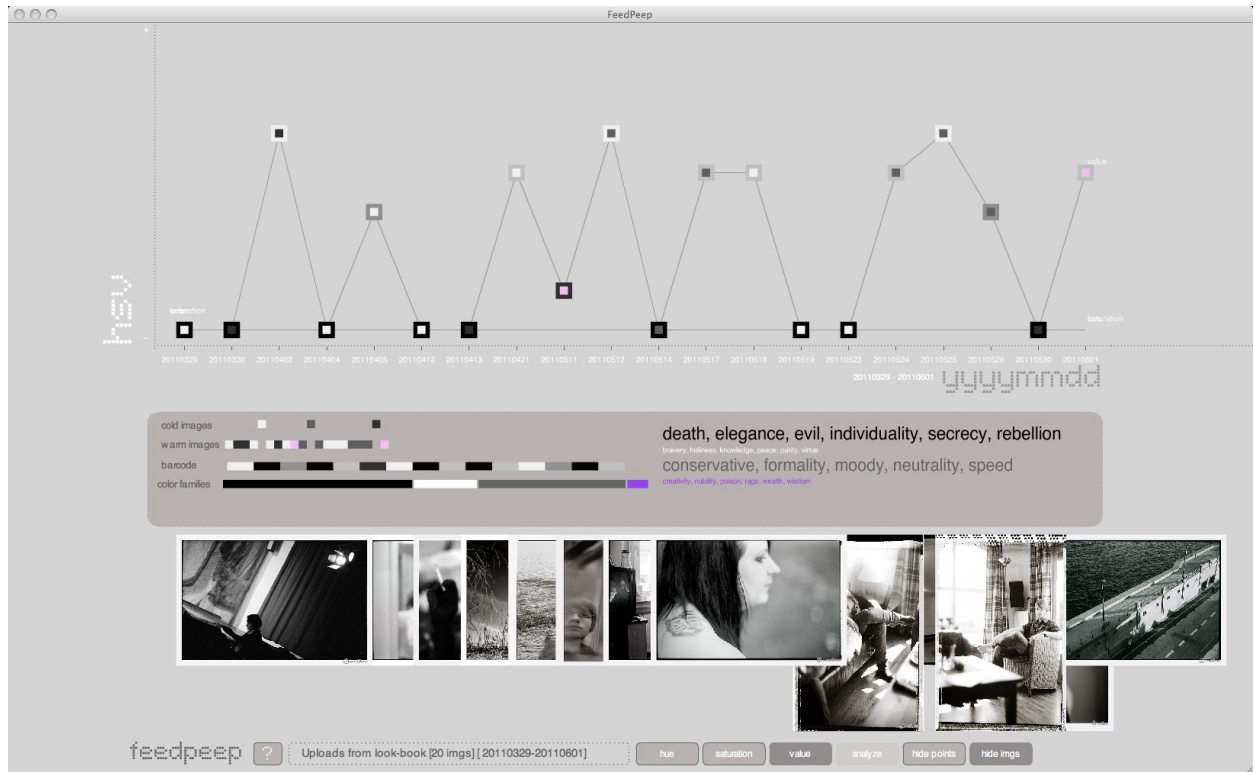 FeedPeep
+
value
hsv
saturation
–
20110329 20110330 20110402 20110404 20110405 20110412 20110413 20110421 20110511 20110512 20110514 20110517 20110518 20110519 20110523 20110524 20110525 20110526 20110530 20110601
20110329 - 20110601 yyyymmdd
cold images
warm images
barcode
color families
death, elegance, evil, individuality, secrecy, rebellion
bravery, holiness, knowledge, peace, purity, virtue
conservative, formality, moody, neutrality, speed
creativity, nobility, poison, rage, wealth, wisdom
feedpeep ? Uploads from look-book [20 imgs] [ 20110329-20110601] hue saturation value analyze hide points hide imgs